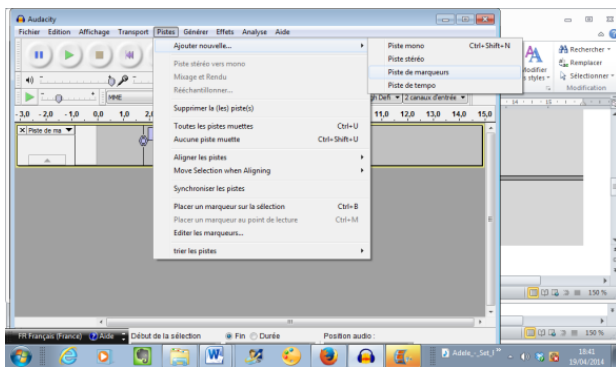 Audacity
Fichier Edition Affichage Transport Pistes Générer Effets Analyse Aide
Ajouter nouvelle...
Piste stéréo vers mono
Mixage et Rendu
Rééchantillonner...
Supprimer la (les) piste(s)
Toutes les pistes muettes Ctrl+U
Aucune piste muette Ctrl+Shift+U
Aligner les pistes
Move Selection when Aligning
Synchroniser les pistes
Placer un marqueur sur la sélection Ctrl+B
Placer un marqueur au point de lecture Ctrl+M
Editer les marqueurs...
trier les pistes
Piste mono Ctrl+Shift+N
Piste stéréo
Piste de marqueurs
Piste de tempo
MME
2 canaux d'entrée
-3,0 -2,0 -1,0 0,0 1,0 2,0
11,0 12,0 13,0 14,0 15,0
Piste de ma
Rechercher
Remplacer
Sélectionner
Modifier
styles
Modification
150 %
150 %
FR Français (France) Aide
Début de la sélection Fin Durée Position audio :
Adele_-_Set_I
18:41
19/04/2014